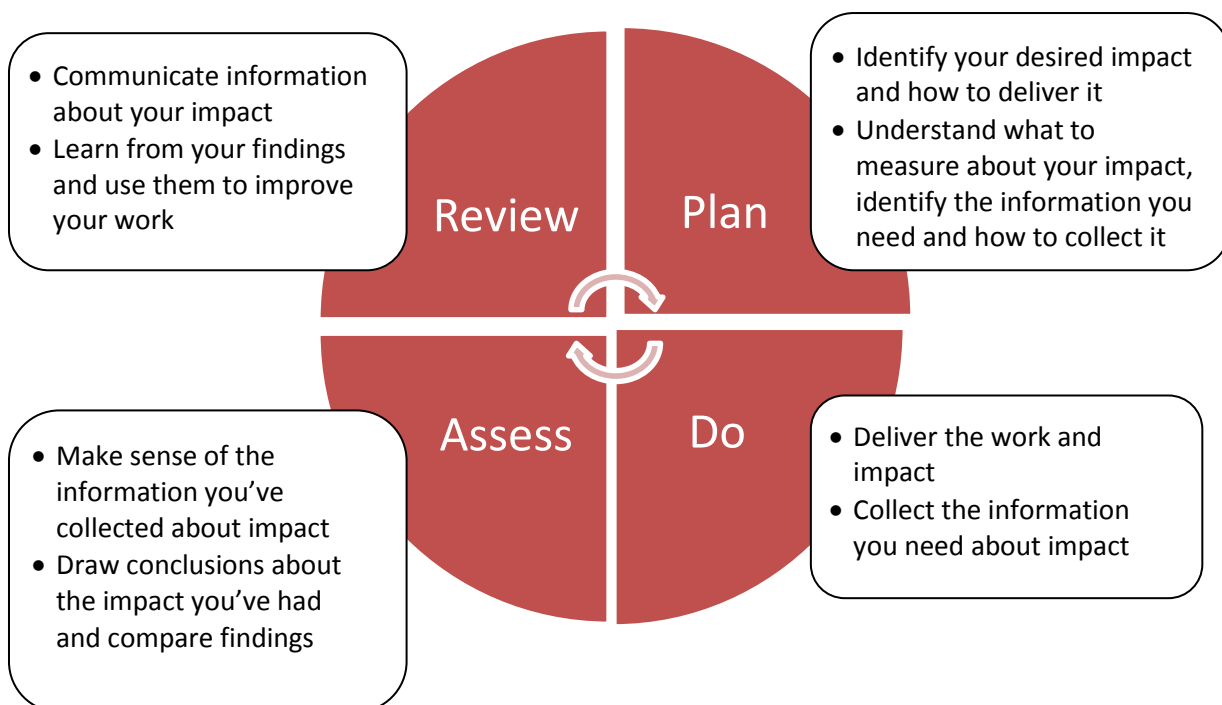 • Communicate information
about your impact
• Learn from your findings
and use them to improve
your work
Review
• Identify your desired impact
and how to deliver it
• Understand what to
measure about your impact,
identify the information you
need and how to collect it
Plan
• Make sense of the
information you’ve
collected about impact
• Draw conclusions about
the impact you’ve had
and compare findings
Assess
Do
• Deliver the work and
impact
• Collect the information
you need about impact